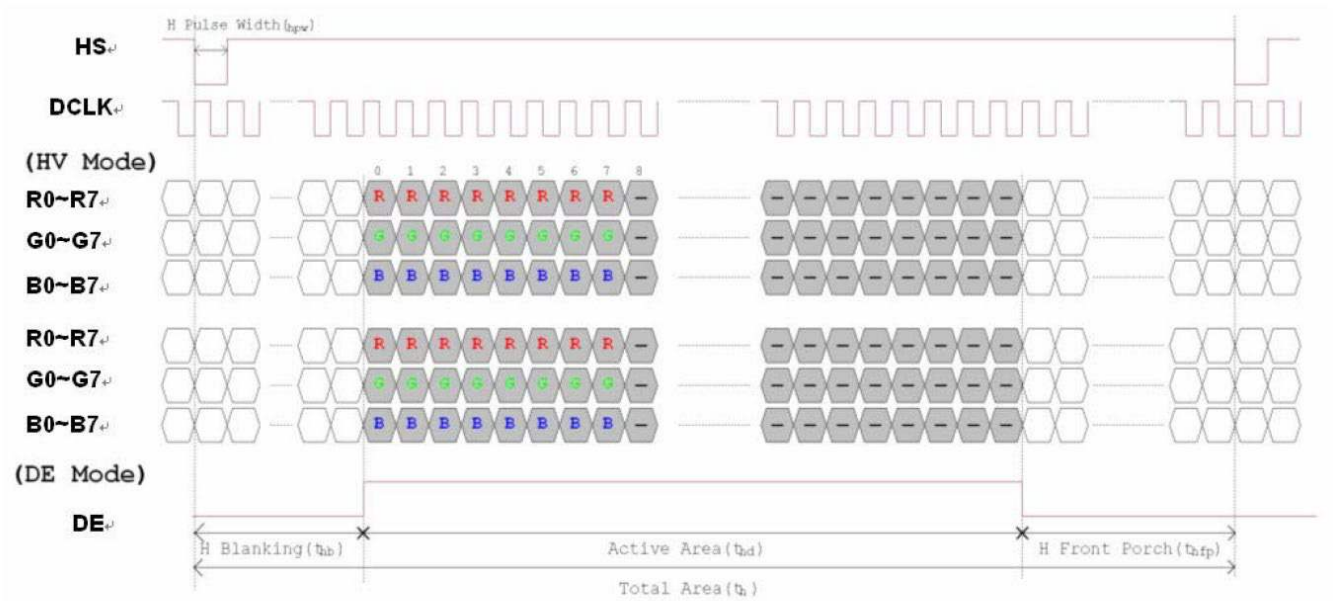 H Pulse Width(thpw)
HS
DCLK
(HV Mode)
0 1 2 3 4 5 6 7 8
R0~R7 R R R R R R R R - - - - - - - - -
G0~G7 G G G G G G G G - - - - - - - - -
B0~B7 B B B B B B B B - - - - - - - - -
R0~R7 R R R R R R R R - - - - - - - - -
G0~G7 G G G G G G G G - - - - - - - - -
B0~B7 B B B B B B B B - - - - - - - - -
(DE Mode)
DE
H Blanking(thb) Active Area(thd) H Front Porch(thfp)
Total Area(th)